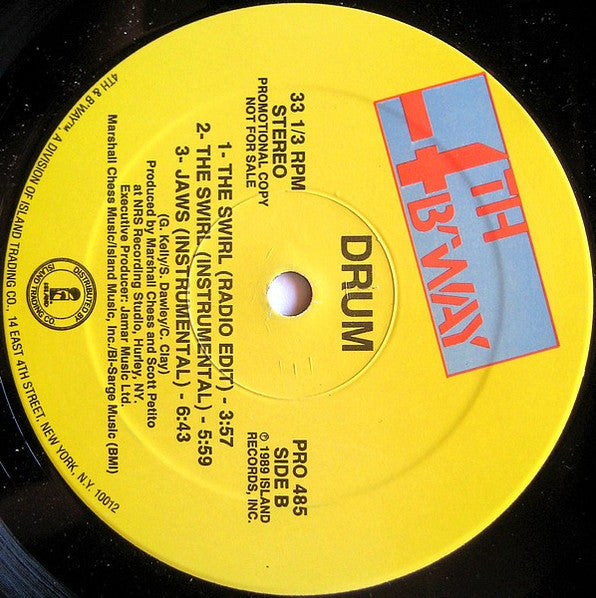 4TH
B'WAY
DRUM
33 1/3 RPM
STEREO
PROMOTIONAL COPY
NOT FOR SALE
PRO 485
SIDE B
℗ 1989 ISLAND
RECORDS, INC.
1- THE SWIRL (RADIO EDIT) - 3:57
2- THE SWIRL (INSTRUMENTAL) - 5:59
3- JAWS (INSTRUMENTAL) - 6:43
(G. Kelly/S. Dawley/C. Clay)
Produced by Marshall Chess and Scott Petito
at NRS Recording Studio, Hurley, NY.
Executive Producer: Jamar Music Ltd.
Marshall Chess Music/Island Music, Inc./Bi-Sarge Music (BMI)
DISTRIBUTED BY
ISLAND
ISLAND TRADING CO
4TH & B'WAY™, A DIVISION OF ISLAND TRADING CO., 14 EAST 4TH STREET, NEW YORK, N.Y. 10012